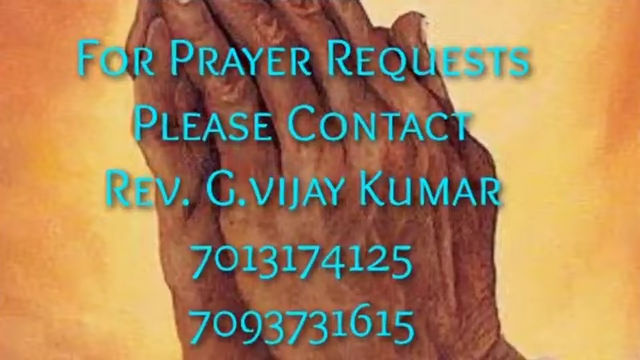 For Prayer Requests
Please Contact
Rev. G.vijay Kumar
7013174125
7093731615